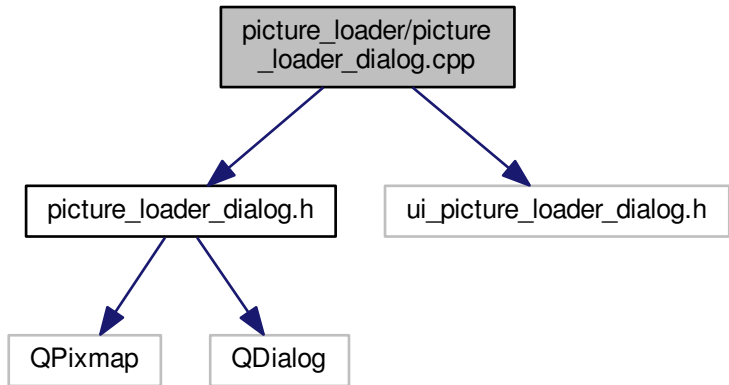 picture_loader/picture
_loader_dialog.cpp
picture_loader_dialog.h
ui_picture_loader_dialog.h
QPixmap
QDialog